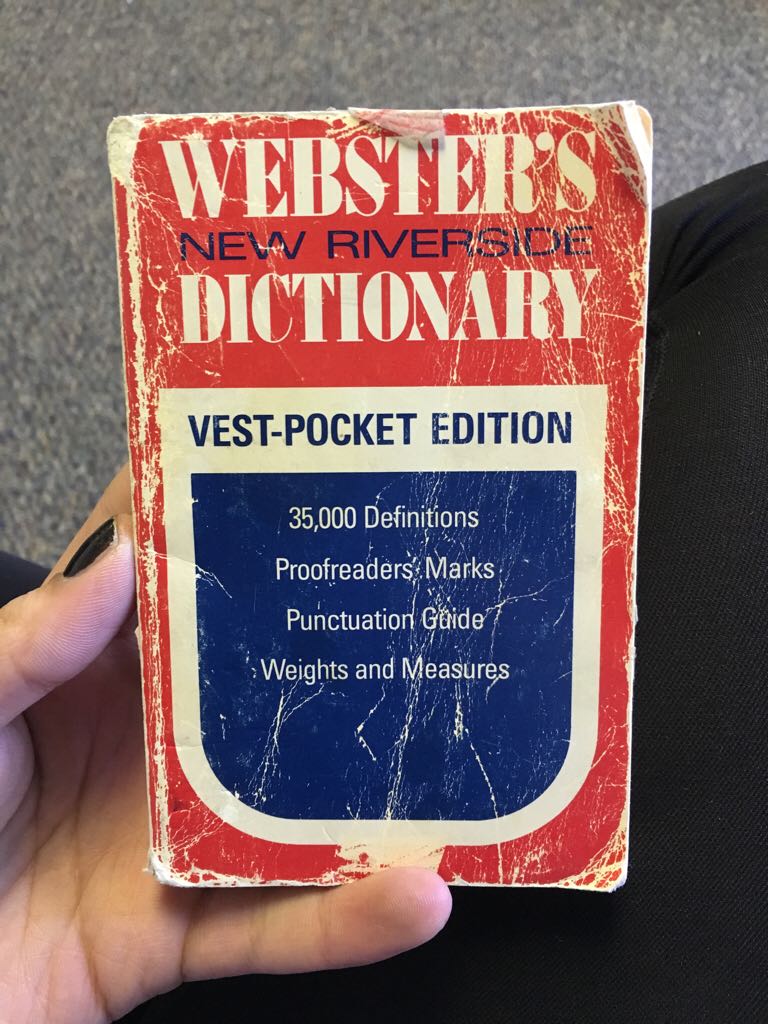 WEBSTER'S
NEW RIVERSIDE
DICTIONARY
VEST-POCKET EDITION
35,000 Definitions
Proofreaders' Marks
Punctuation Guide
Weights and Measures